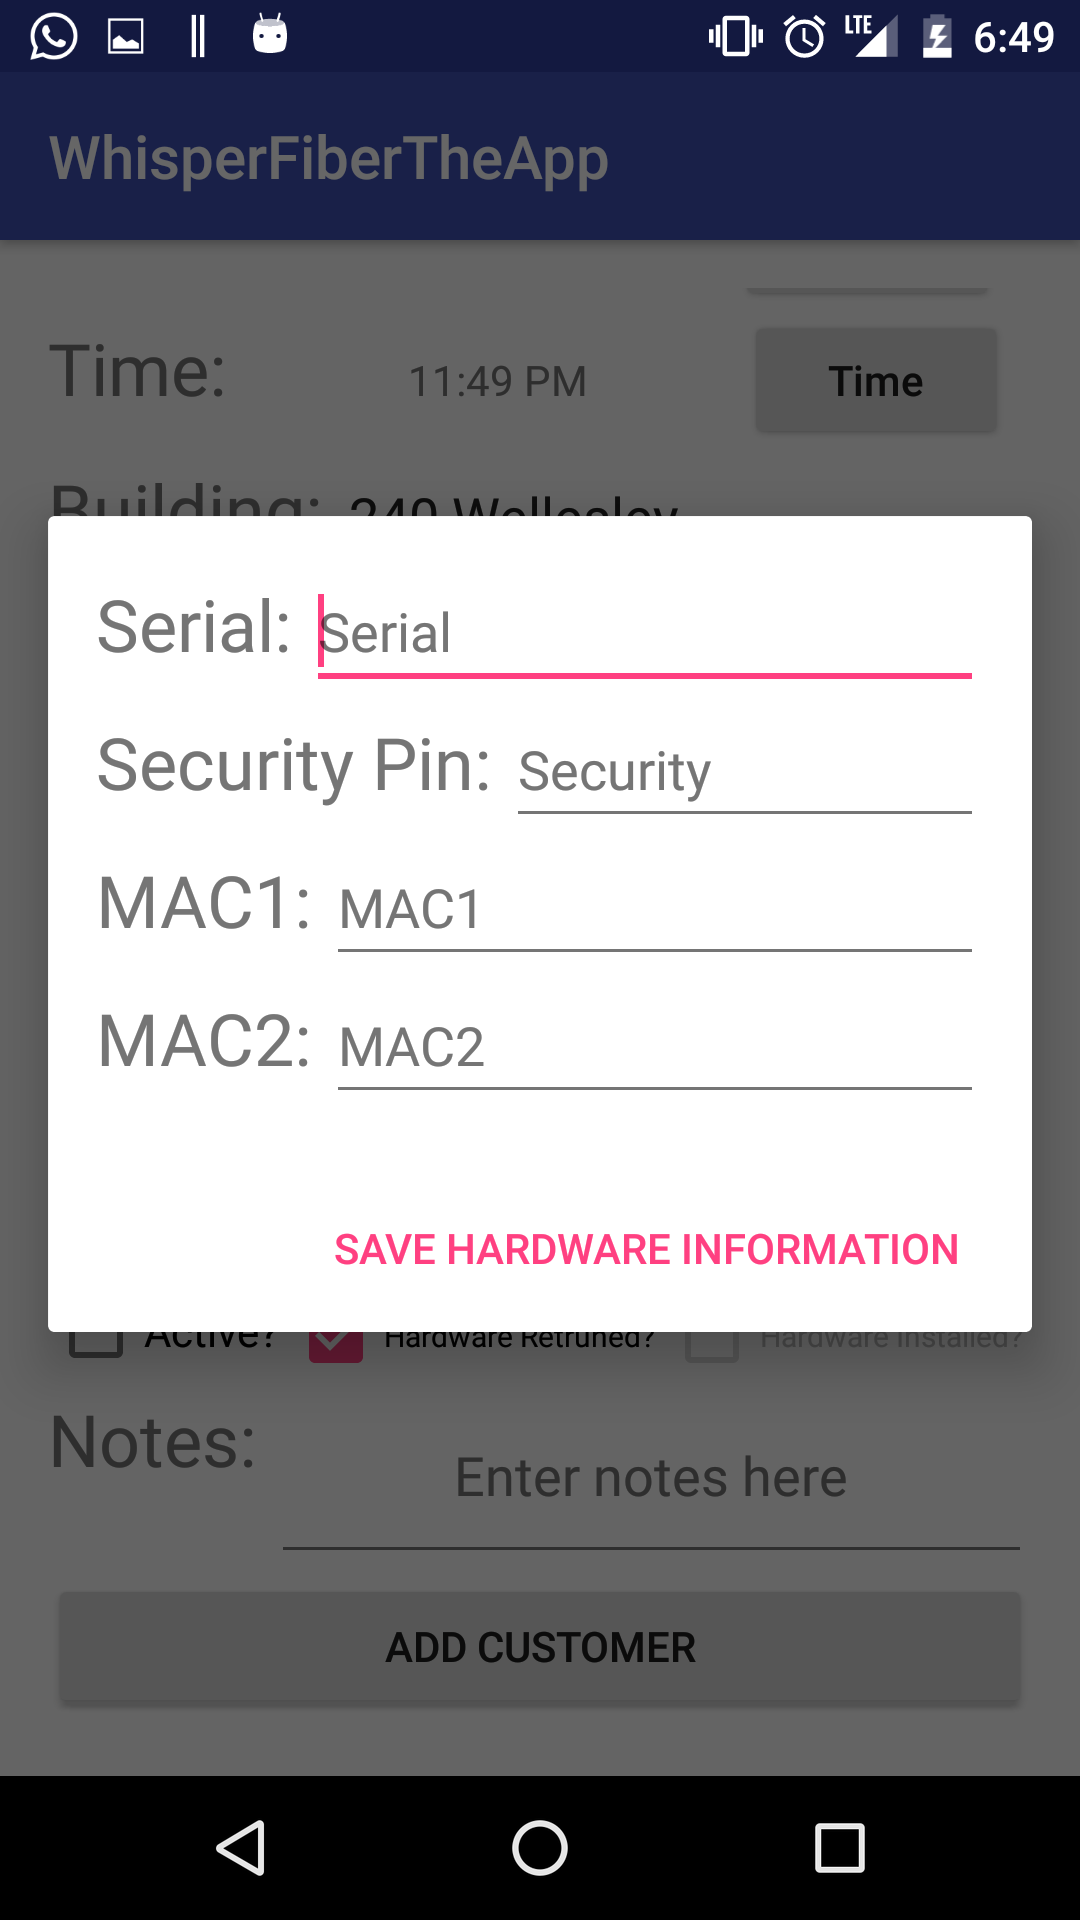 LTE 6:49
WhisperFiberTheApp
Time: 11:49 PM Time
Building: 240 Wellesley
Serial: Serial
Security Pin: Security
MAC1: MAC1
MAC2: MAC2
SAVE HARDWARE INFORMATION
Active? Hardware Retruned? Hardware Installed?
Notes: Enter notes here
ADD CUSTOMER